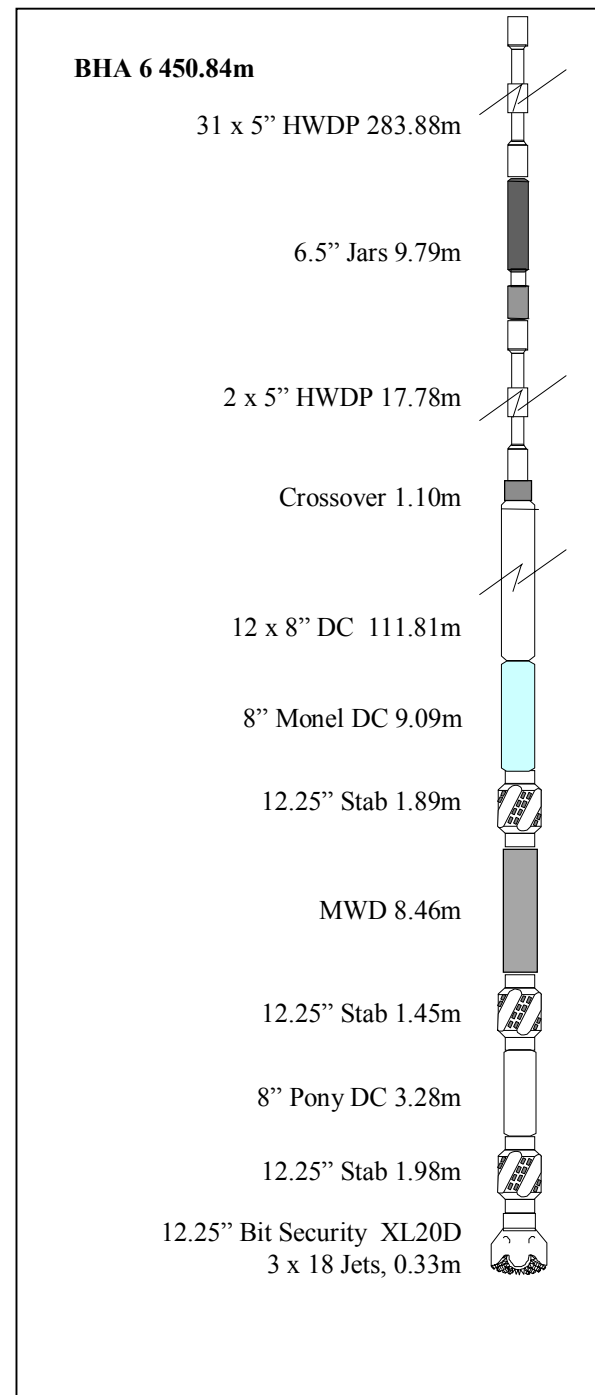 BHA 6 450.84m
31 x 5” HWDP 283.88m
6.5” Jars 9.79m
2 x 5” HWDP 17.78m
Crossover 1.10m
12 x 8” DC  111.81m
8” Monel DC 9.09m
12.25” Stab 1.89m
MWD 8.46m
12.25” Stab 1.45m
8” Pony DC 3.28m
12.25” Stab 1.98m
12.25” Bit Security  XL20D
3 x 18 Jets, 0.33m